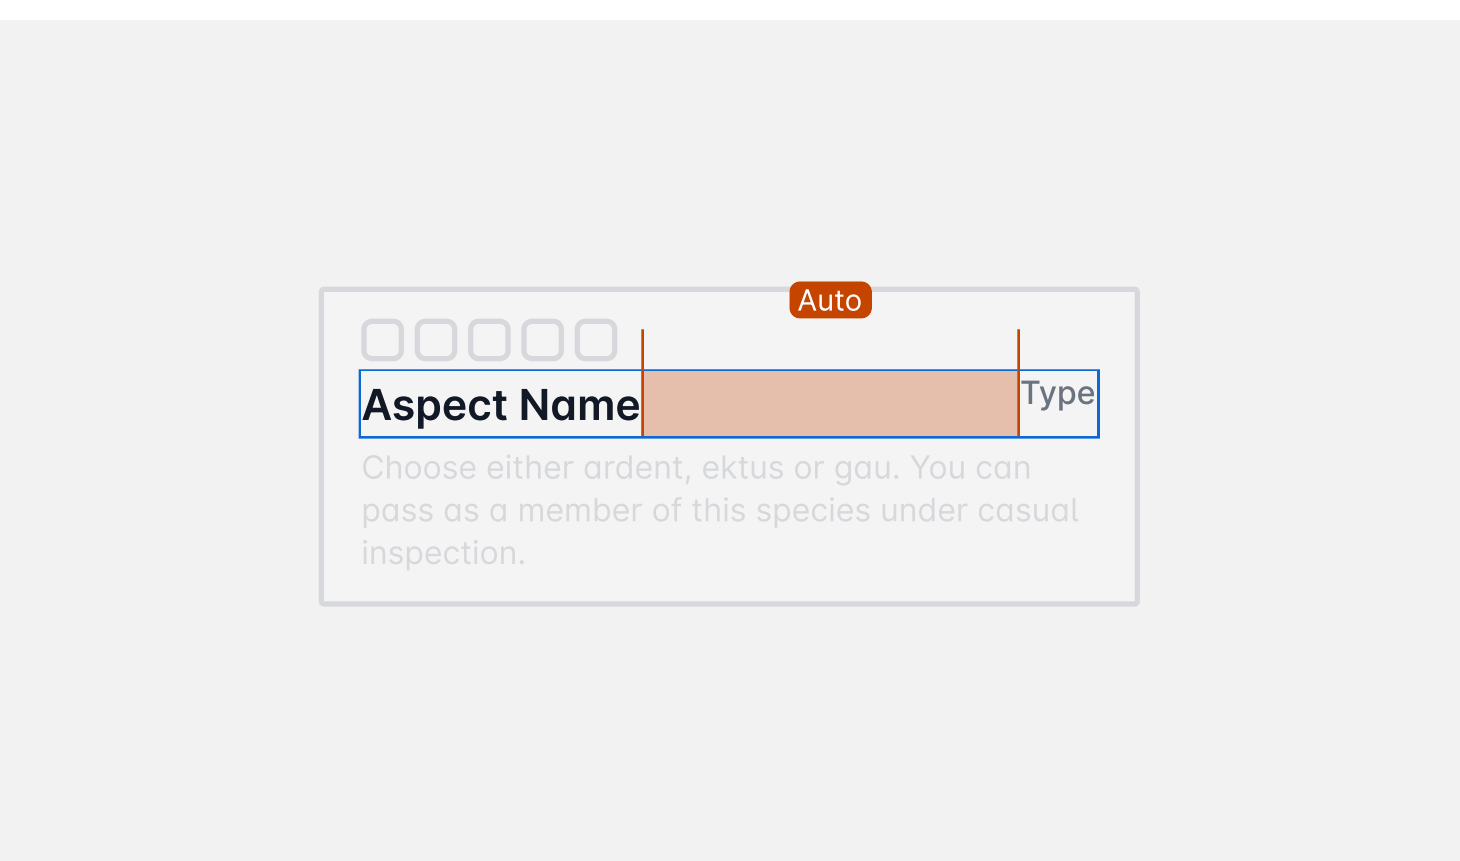 Auto
Aspect Name
Type
Choose either ardent, ektus or gau. You can
pass as a member of this species under casual
inspection.